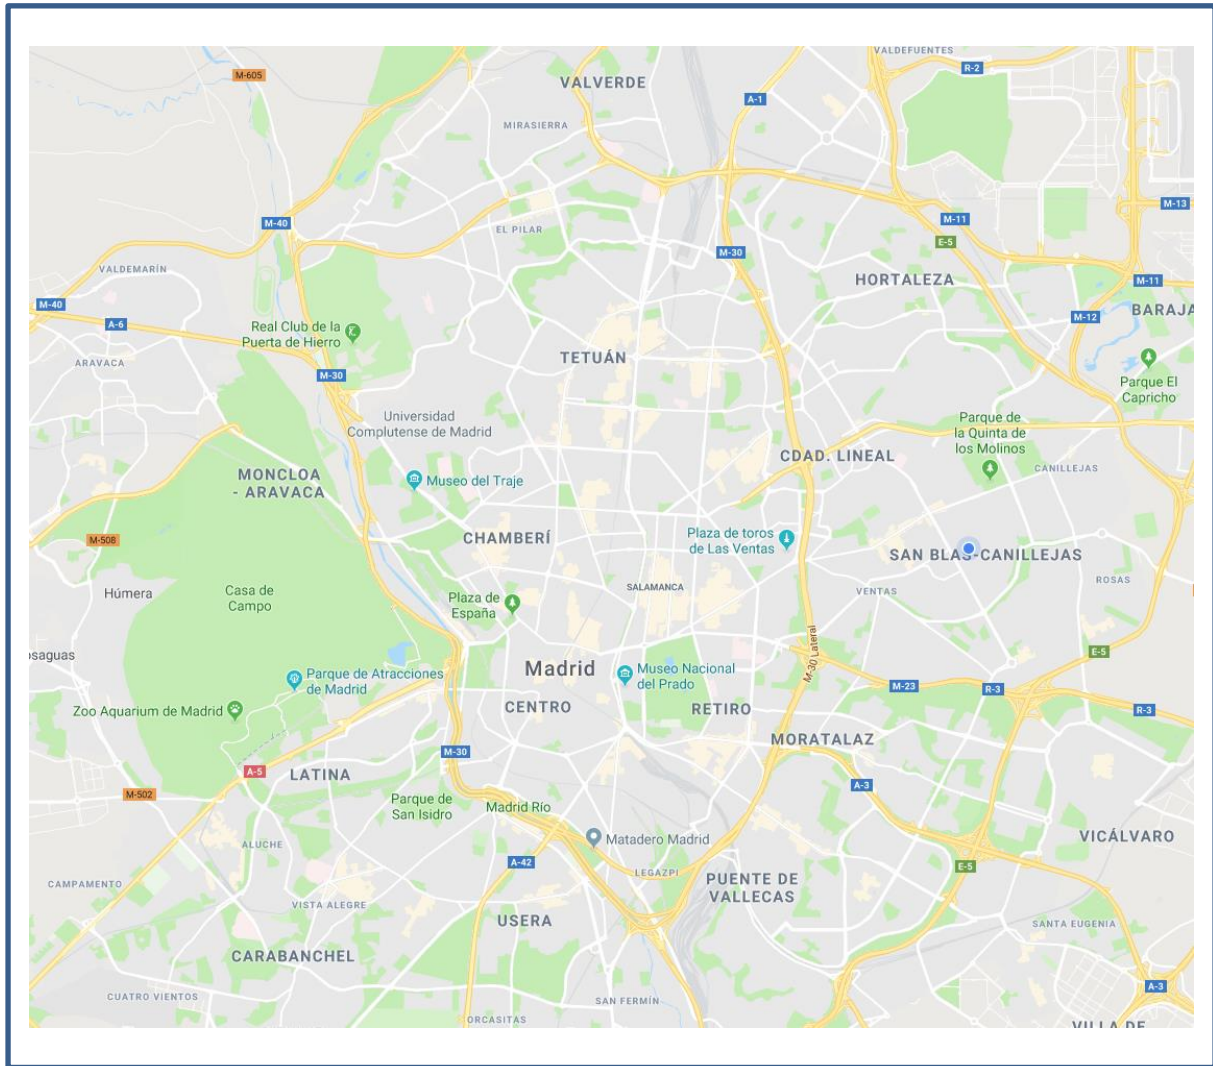 VALDEFUENTES
M-605
R-2
VALVERDE
A-1
MIRASIERRA
M-13
M-40
M-11
EL PILAR
E-5
M-30
VALDEMARÍN
HORTALEZA
M-11
M-40
BARAJA
M-12
A-6
Real Club de la
Puerta de Hierro
TETUÁN
ARAVACA
M-30
Parque El
Capricho
Universidad
Complutense de Madrid
Parque de
la Quinta de
los Molinos
CDAD. LINEAL
CANILLEJAS
MONCLOA
- ARAVACA
Museo del Traje
M-508
CHAMBERÍ
Plaza de toros
de Las Ventas
SAN BLAS-CANILLEJAS
ROSAS
Húmera
Casa de
Campo
Plaza de
España
SALAMANCA
VENTAS
M-30 Lateral
osaguas
E-5
Madrid
Museo Nacional
del Prado
Parque de Atracciones
de Madrid
M-23
R-3
Zoo Aquarium de Madrid
CENTRO
RETIRO
R-3
MORATALAZ
M-30
A-5
LATINA
A-3
M-502
Parque de
San Isidro
Madrid Río
Matadero Madrid
VICÁLVARO
ALUCHE
A-42
LEGAZPI
E-5
CAMPAMENTO
PUENTE DE
VALLECAS
VISTA ALEGRE
USERA
SANTA EUGENIA
CARABANCHEL
A-3
CUATRO VIENTOS
SAN FERMÍN
ORCASITAS
VILLA DE